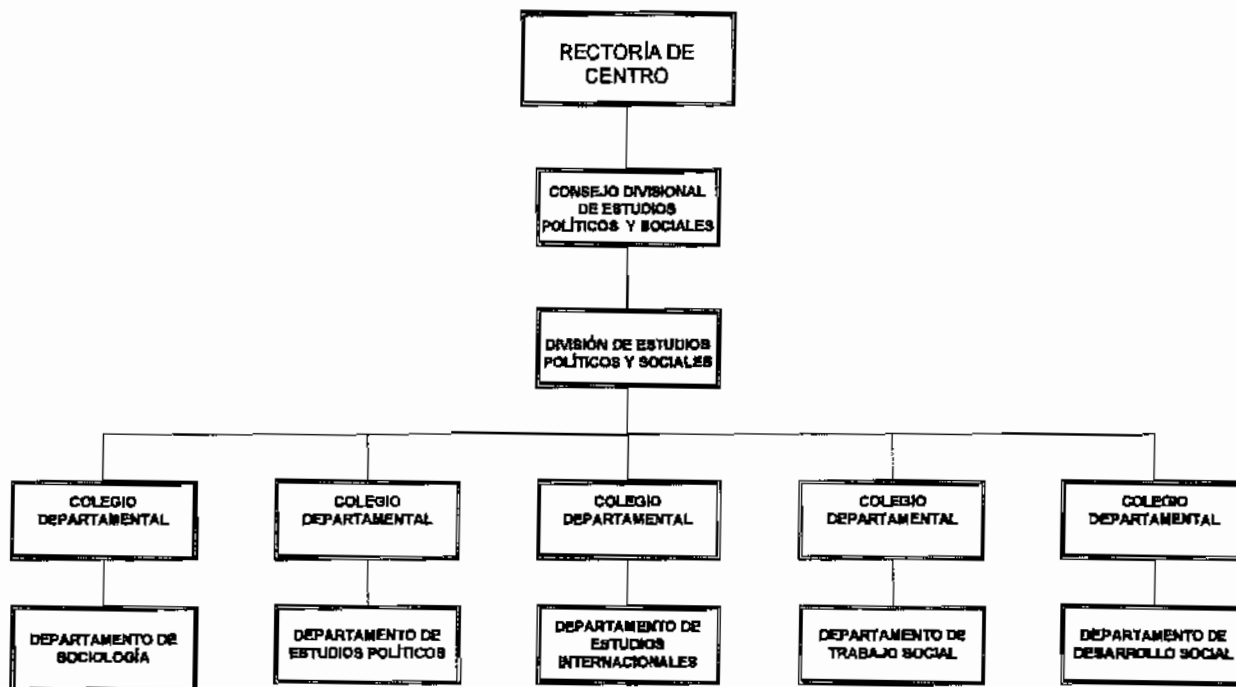 RECTORÍA DE
CENTRO
CONSEJO DIVISIONAL
DE ESTUDIOS
POLÍTICOS Y SOCIALES
DIVISIÓN DE ESTUDIOS
POLÍTICOS Y SOCIALES
COLEGIO
DEPARTAMENTAL
COLEGIO
DEPARTAMENTAL
COLEGIO
DEPARTAMENTAL
COLEGIO
DEPARTAMENTAL
COLEGIO
DEPARTAMENTAL
DEPARTAMENTO DE
SOCIOLOGÍA
DEPARTAMENTO DE
ESTUDIOS POLÍTICOS
DEPARTAMENTO DE
ESTUDIOS
INTERNACIONALES
DEPARTAMENTO DE
TRABAJO SOCIAL
DEPARTAMENTO DE
DESARROLLO SOCIAL